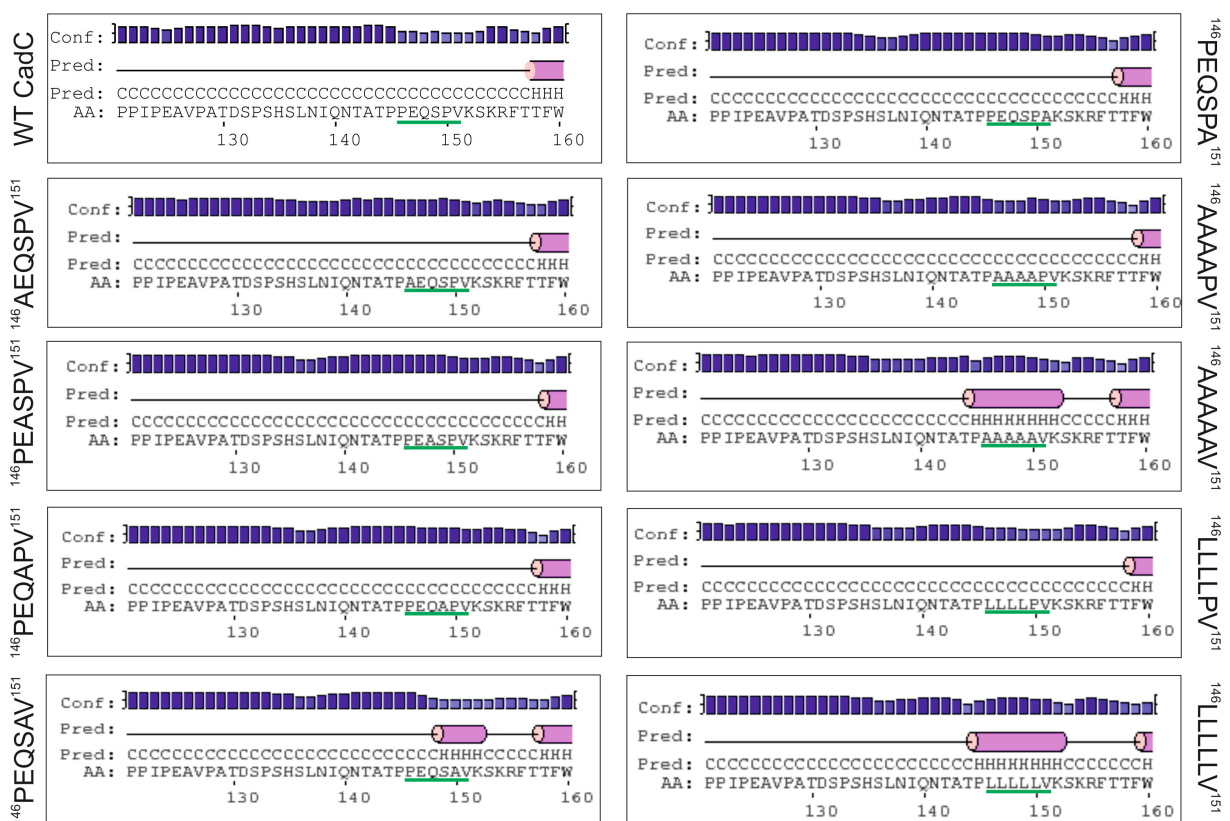 WT CadC
Conf:
Pred:
Pred: CCCCCCCCCCCCCCCCCCCCCCCCCCCCCCCCCCCCCHHH
AA: PPIPEAVPATDSPSHSLNIQNTATPPEQSPVKSKRFTTFW
130 140 150 160
146AEQSPV151
Conf:
Pred:
Pred: CCCCCCCCCCCCCCCCCCCCCCCCCCCCCCCCCCCCCHHH
AA: PPIPEAVPATDSPSHSLNIQNTATPAEQSPVKSKRFTTFW
130 140 150 160
146PEASPV151
Conf:
Pred:
Pred: CCCCCCCCCCCCCCCCCCCCCCCCCCCCCCCCCCCCCCHH
AA: PPIPEAVPATDSPSHSLNIQNTATPPEASPVKSKRFTTFW
130 140 150 160
146PEQAPV151
Conf:
Pred:
Pred: CCCCCCCCCCCCCCCCCCCCCCCCCCCCCCCCCCCCCHHH
AA: PPIPEAVPATDSPSHSLNIQNTATPPEQAPVKSKRFTTFW
130 140 150 160
46PEQSAV151
Conf:
Pred:
Pred: CCCCCCCCCCCCCCCCCCCCCCCCCCCCHHHHCCCCCHHH
AA: PPIPEAVPATDSPSHSLNIQNTATPPEQSAVKSKRFTTFW
130 140 150 160
146PEQSPA151
Conf:
Pred:
Pred: CCCCCCCCCCCCCCCCCCCCCCCCCCCCCCCCCCCCCHHH
AA: PPIPEAVPATDSPSHSLNIQNTATPPEQSPAKSKRFTTFW
130 140 150 160
146AAAAPV151
Conf:
Pred:
Pred: CCCCCCCCCCCCCCCCCCCCCCCCCCCCCCCCCCCCCCHH
AA: PPIPEAVPATDSPSHSLNIQNTATPAAAAPVKSKRFTTFW
130 140 150 160
146AAAAAV151
Conf:
Pred:
Pred: CCCCCCCCCCCCCCCCCCCCCCCCHHHHHHHHCCCCCHHH
AA: PPIPEAVPATDSPSHSLNIQNTATPAAAAAVKSKRFTTFW
130 140 150 160
146LLLLPV151
Conf:
Pred:
Pred: CCCCCCCCCCCCCCCCCCCCCCCCCCCCCCCCCCCCCCHH
AA: PPIPEAVPATDSPSHSLNIQNTATPLLLLPVKSKRFTTFW
130 140 150 160
146LLLLLV151
Conf:
Pred:
Pred: CCCCCCCCCCCCCCCCCCCCCCCCHHHHHHHHCCCCCCCH
AA: PPIPEAVPATDSPSHSLNIQNTATPLLLLLVKSKRFTTFW
130 140 150 160